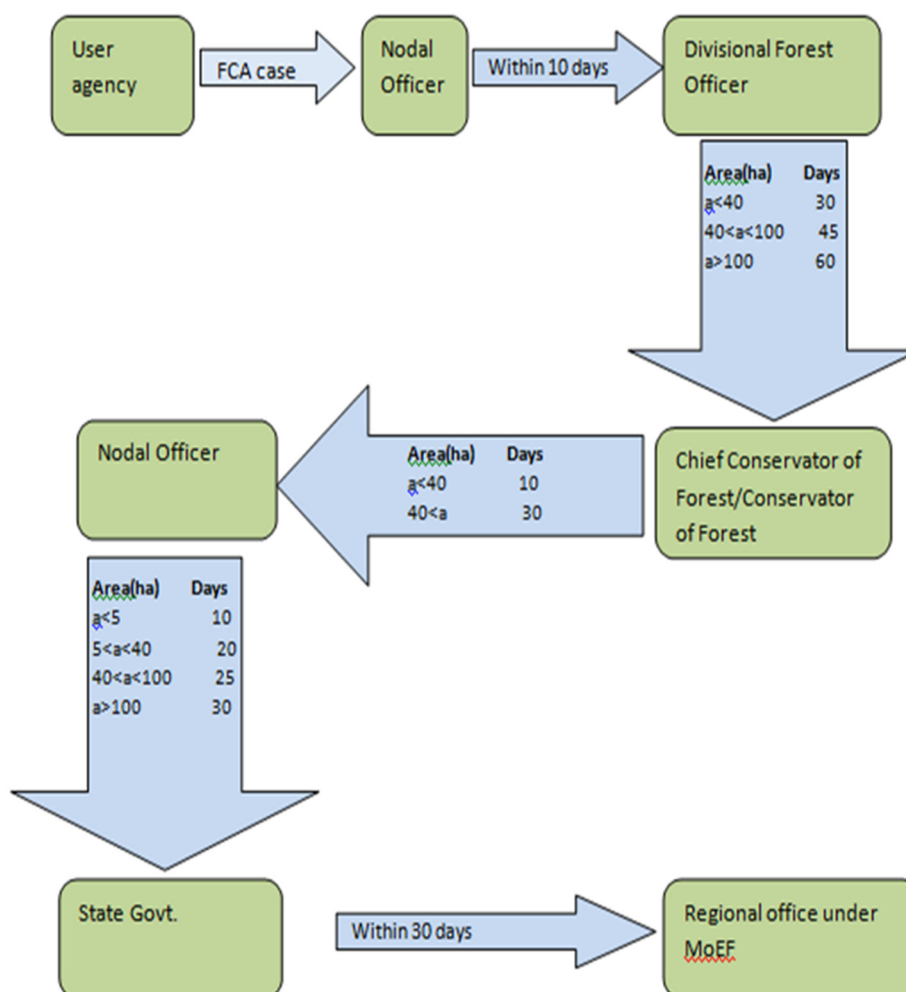 User
agency
FCA case
Nodal
Officer
Within 10 days
Divisional Forest
Officer
Area(ha) Days
a<40 30
40<a<100 45
a>100 60
Chief Conservator of
Forest/Conservator
of Forest
Area(ha) Days
a<40 10
40<a 30
Nodal Officer
Area(ha) Days
a<5 10
5<a<40 20
40<a<100 25
a>100 30
State Govt.
Within 30 days
Regional office under
MoEF